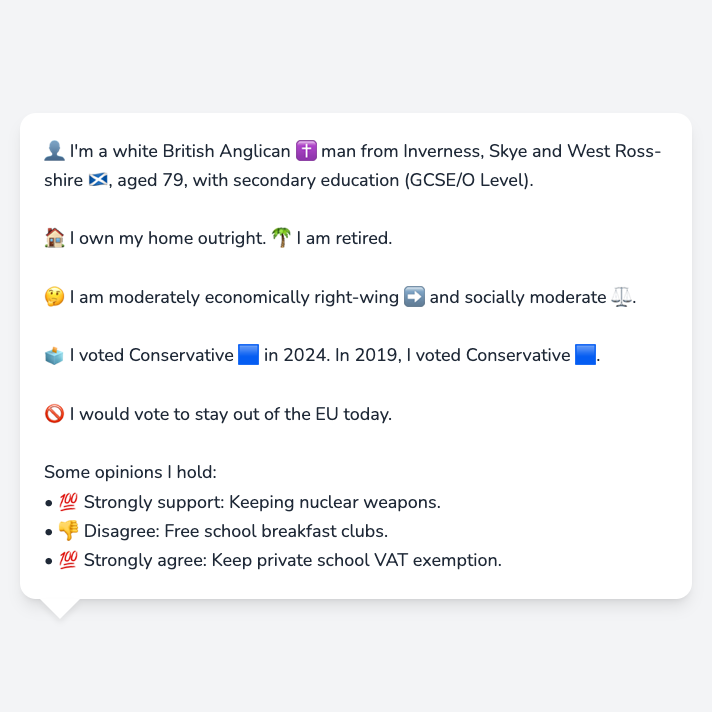 👤 I'm a white British Anglican ✝️ man from Inverness, Skye and West Ross-
shire 🏴󠁧󠁢󠁳󠁣󠁴󠁿, aged 79, with secondary education (GCSE/O Level).
🏠 I own my home outright. 🌴 I am retired.
🤔 I am moderately economically right-wing ➡️ and socially moderate ⚖️.
🗳️ I voted Conservative 🟦 in 2024. In 2019, I voted Conservative 🟦.
🚫 I would vote to stay out of the EU today.
Some opinions I hold:
• 💯 Strongly support: Keeping nuclear weapons.
• 👎 Disagree: Free school breakfast clubs.
• 💯 Strongly agree: Keep private school VAT exemption.